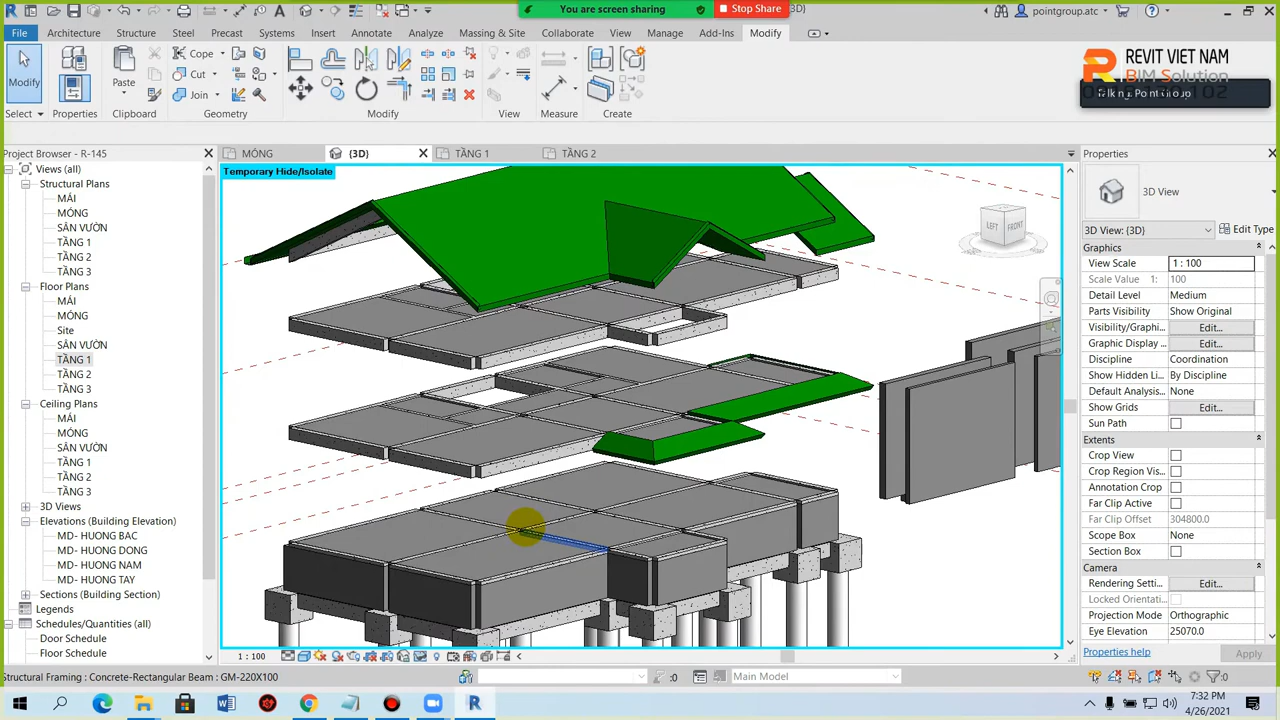 You are screen sharing
Stop Share
3D)
pointgroup.atc
File
Architecture
Structure
Steel
Precast
Systems
Insert
Annotate
Analyze
Massing & Site
Collaborate
View
Manage
Add-Ins
Modify
REVIT VIET NAM
BIM Solution
Talking: Point Group
Modify
Properties
Paste
Cope
Cut
Join
Select
Properties
Clipboard
Geometry
Modify
View
Measure
Create
Project Browser - R-145
MÓNG
{3D}
TẦNG 1
TẦNG 2
Properties
Temporary Hide/Isolate
LEFT
FRONT
Views (all)
Structural Plans
MÁI
MÓNG
SÂN VƯỜN
TẦNG 1
TẦNG 2
TẦNG 3
Floor Plans
MÁI
MÓNG
Site
SÂN VƯỜN
TẦNG 1
TẦNG 2
TẦNG 3
Ceiling Plans
MÁI
MÓNG
SÂN VƯỜN
TẦNG 1
TẦNG 2
TẦNG 3
3D Views
Elevations (Building Elevation)
MD- HUONG BAC
MD- HUONG DONG
MD- HUONG NAM
MD- HUONG TAY
Sections (Building Section)
Legends
Schedules/Quantities (all)
Door Schedule
Floor Schedule
3D View
3D View: {3D}
Edit Type
Graphics
View Scale 1 : 100
Scale Value 1: 100
Detail Level Medium
Parts Visibility Show Original
Visibility/Graphi... Edit...
Graphic Display ... Edit...
Discipline Coordination
Show Hidden Li... By Discipline
Default Analysis... None
Show Grids Edit...
Sun Path
Extents
Crop View
Crop Region Vis...
Annotation Crop
Far Clip Active
Far Clip Offset 304800.0
Scope Box None
Section Box
Camera
Rendering Setti... Edit...
Locked Orientati...
Projection Mode Orthographic
Eye Elevation 25070.0
Properties help
Apply
1 : 100
Structural Framing : Concrete-Rectangular Beam : GM-220X100
:0
Main Model
:0
7:32 PM
4/26/2021